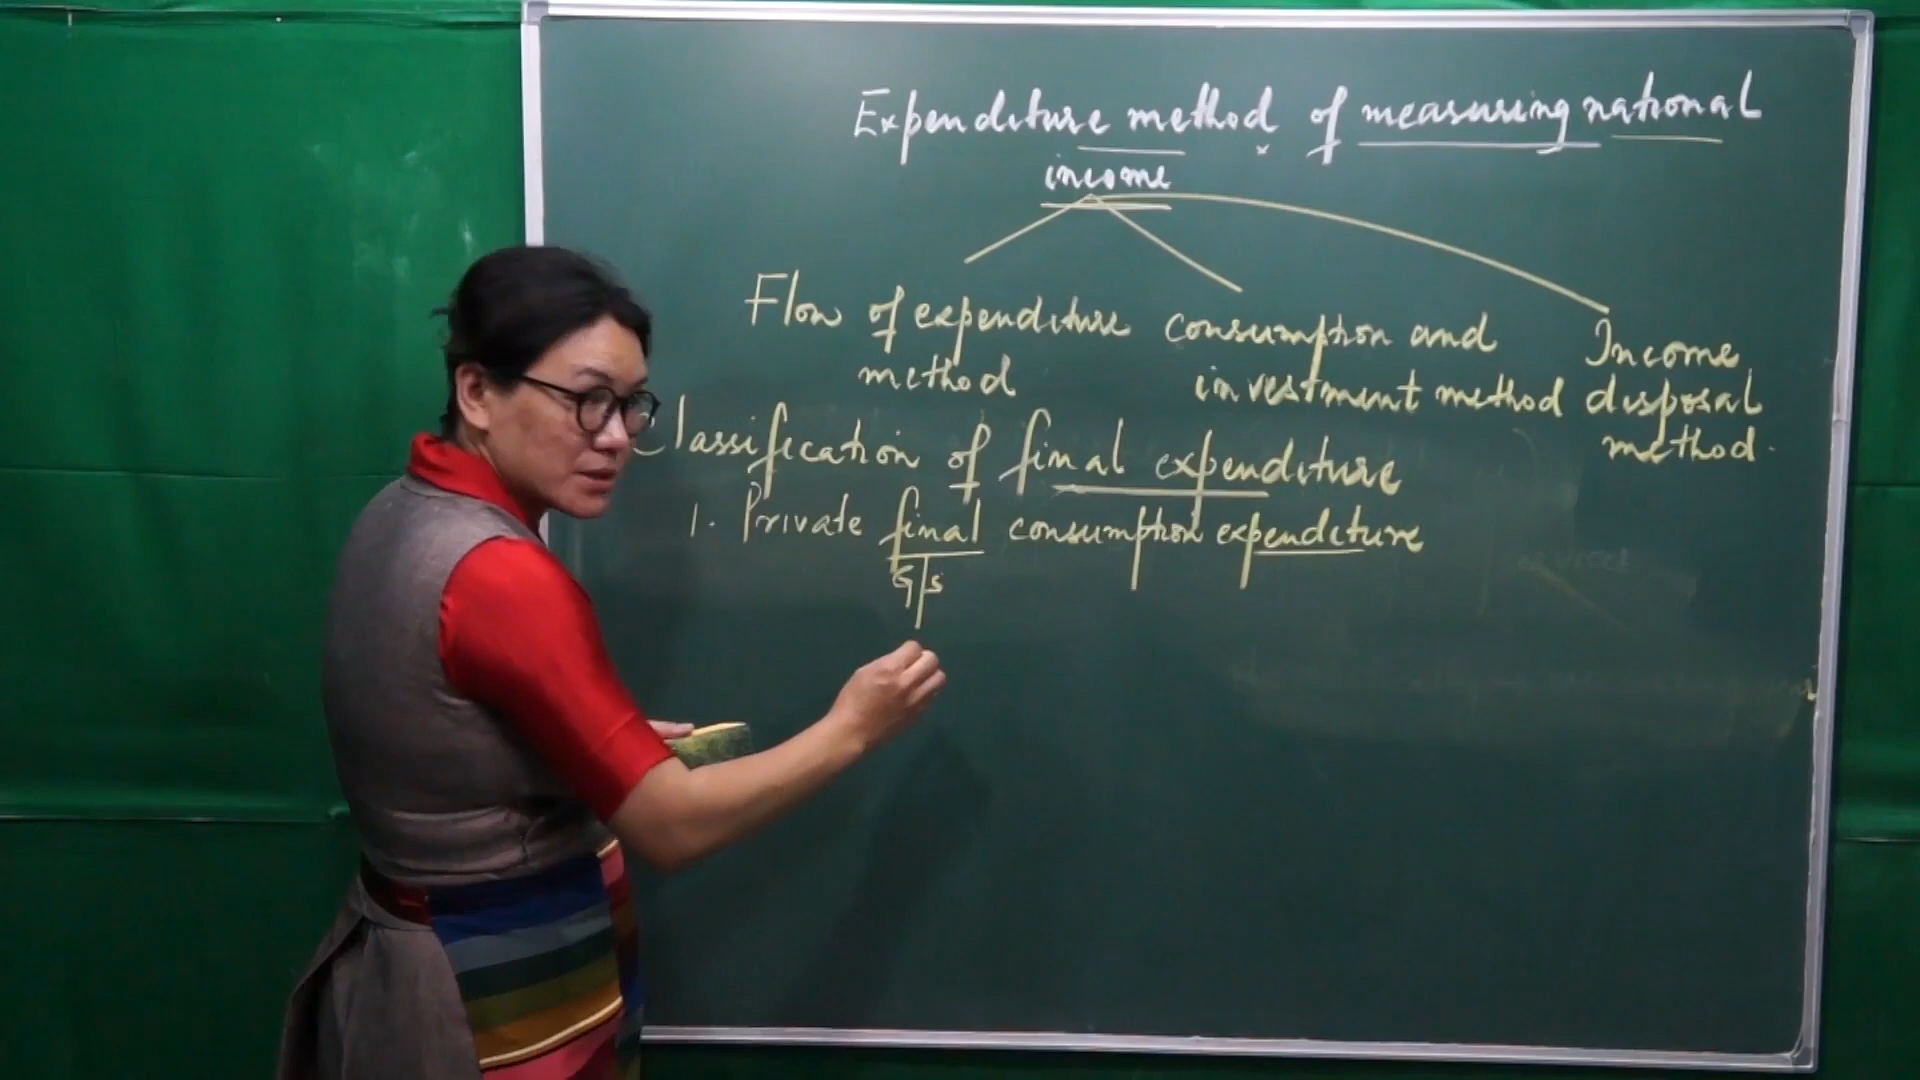 Expenditure method of measuring national
income
Flow of expenditure
method
consumption and
investment method
Income
disposal
method.
Classification of final expenditure
1. Private final consumption expenditure
G/s